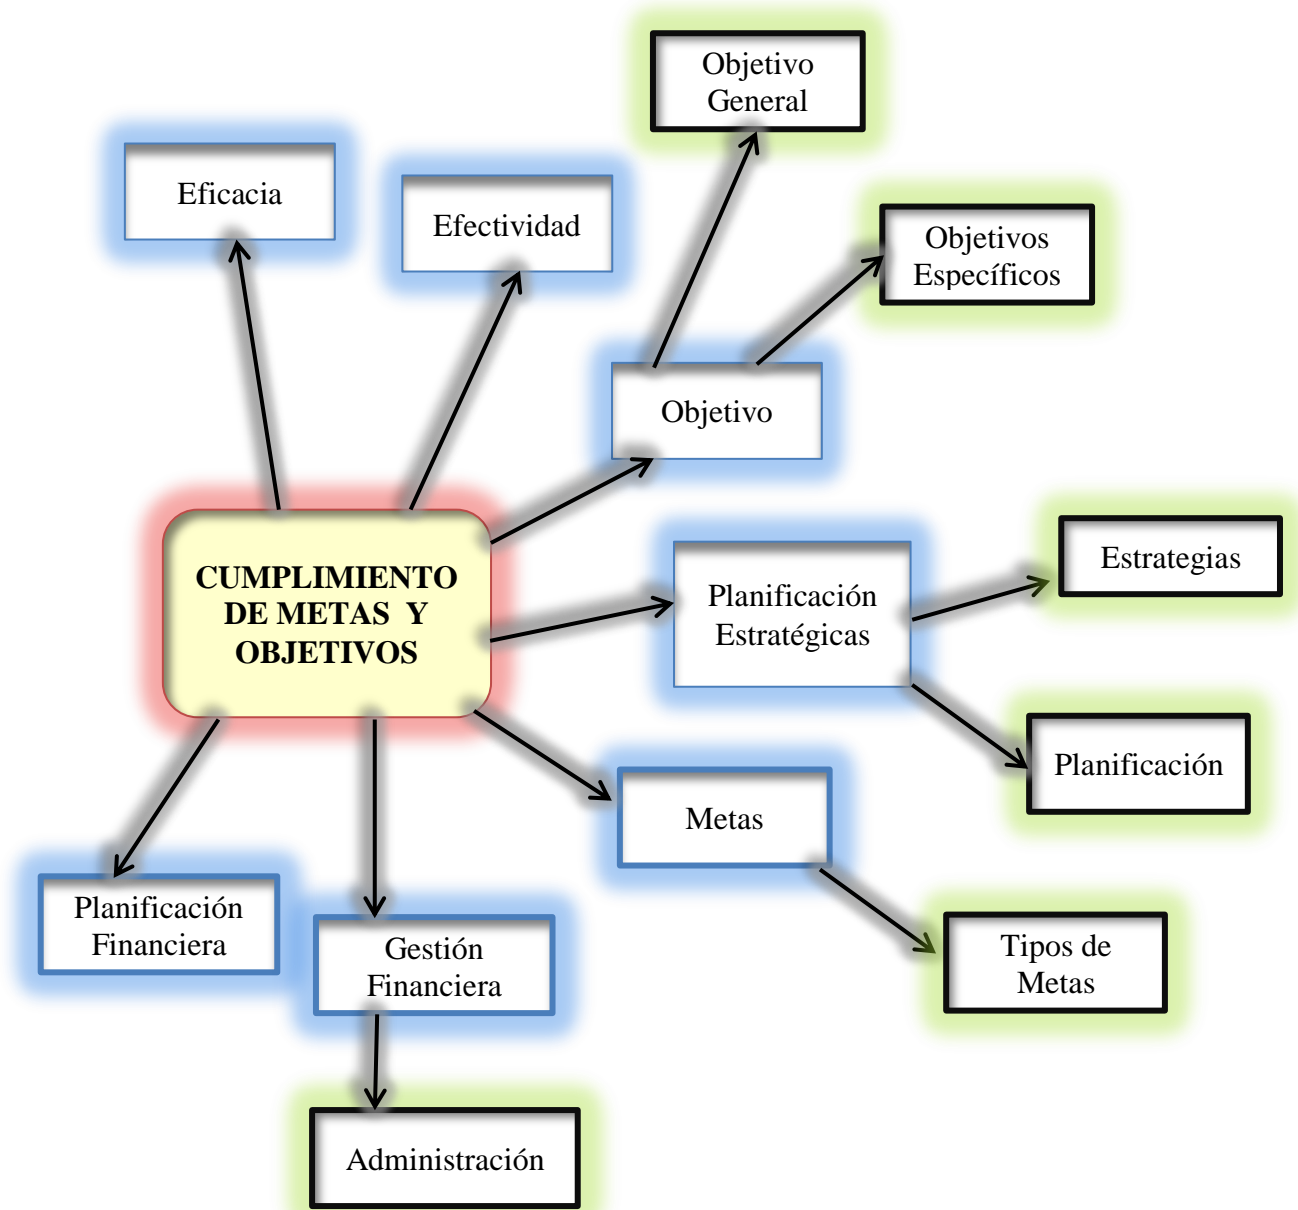 Objetivo
General
Eficacia
Efectividad
Objetivos
Específicos
Objetivo
Estrategias
CUMPLIMIENTO
DE METAS  Y
OBJETIVOS
Planificación
Estratégicas
Planificación
Metas
Planificación
Financiera
Gestión
Financiera
Tipos de
Metas
Administración